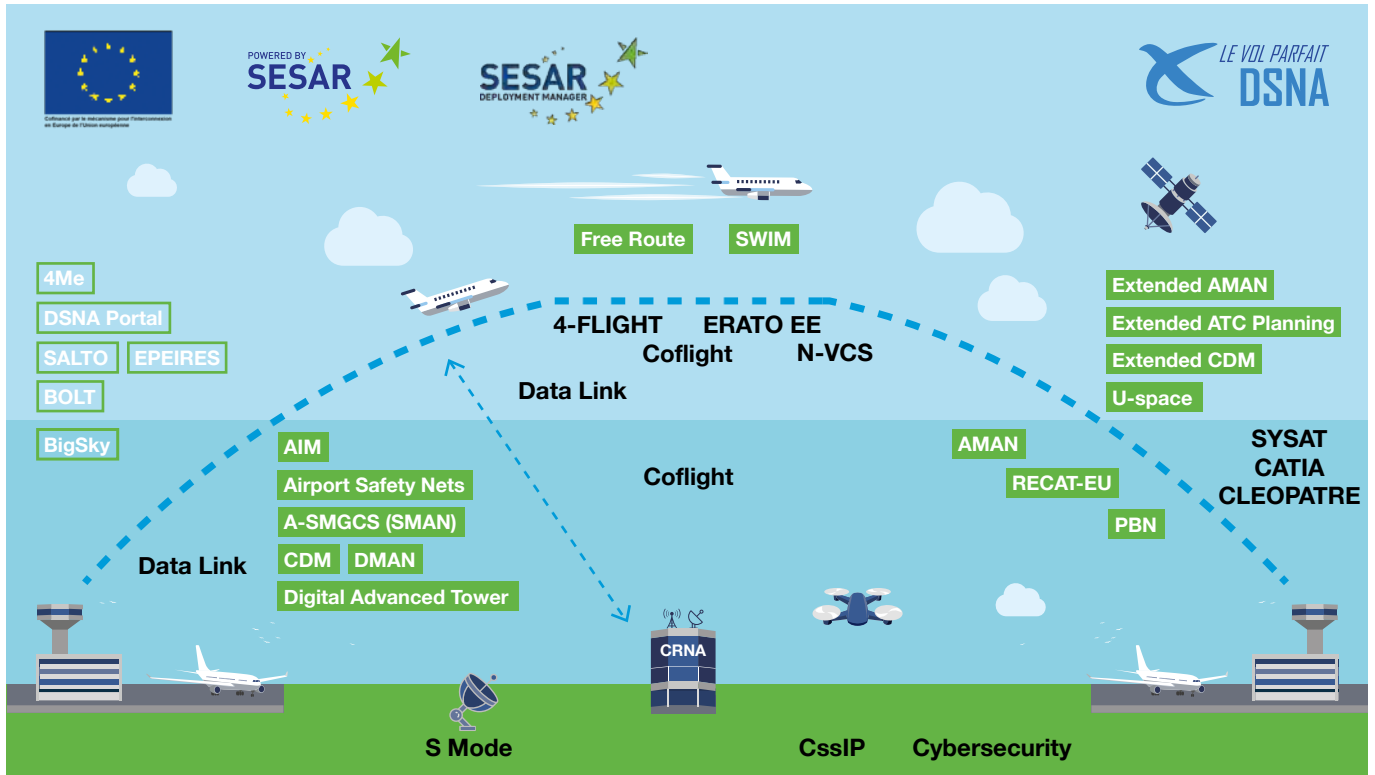 Cofinancé par le mécanisme pour l'interconnexion
en Europe de l'Union européenne
POWERED BY
SESAR
SESAR
DEPLOYMENT MANAGER
LE VOL PARFAIT
DSNA
Free Route
SWIM
4Me
DSNA Portal
SALTO
EPEIRES
BOLT
BigSky
4-FLIGHT
ERATO EE
Coflight
N-VCS
Data Link
Extended AMAN
Extended ATC Planning
Extended CDM
U-space
AIM
Airport Safety Nets
A-SMGCS (SMAN)
CDM
DMAN
Digital Advanced Tower
Data Link
Coflight
AMAN
RECAT-EU
PBN
SYSAT
CATIA
CLEOPATRE
CRNA
S Mode
CssIP
Cybersecurity